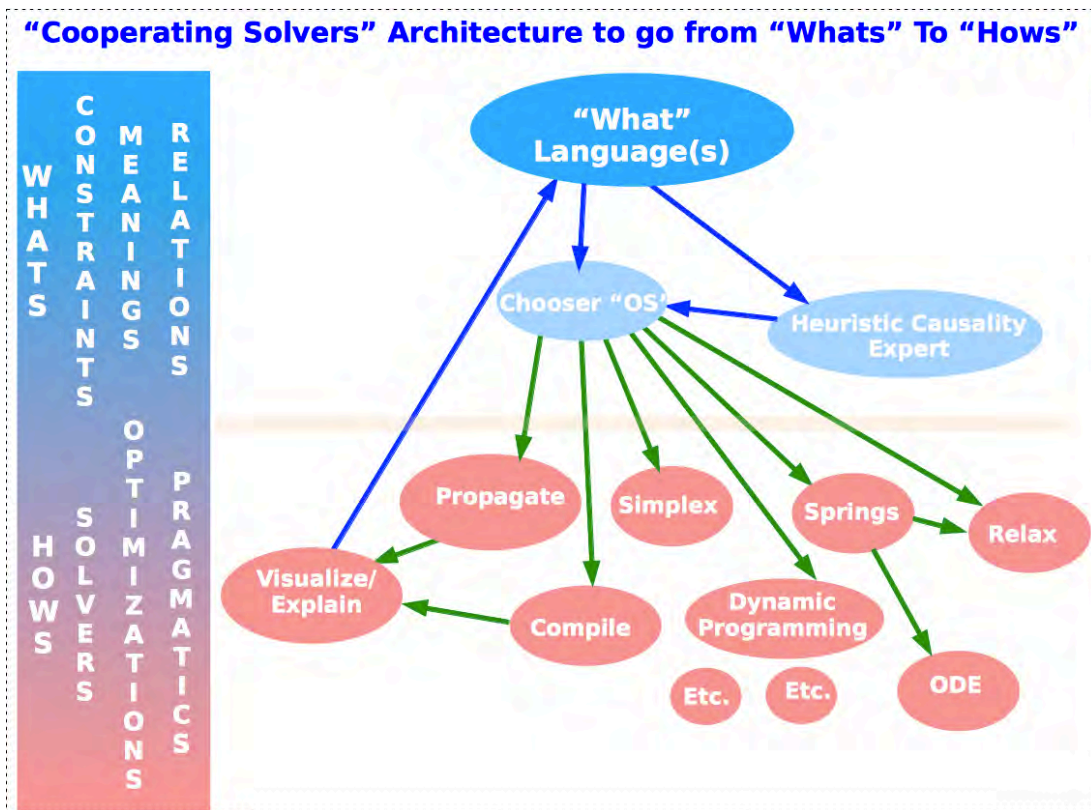 “Cooperating Solvers” Architecture to go from “Whats” To “Hows”
WHATS
CONSTRAINTS
MEANINGS
RELATIONS
HOWS
SOLVERS
OPTIMIZATIONS
PRAGMATICS
“What”
Language(s)
Chooser “OS”
Heuristic Causality
Expert
Propagate
Simplex
Springs
Relax
Visualize/
Explain
Compile
Dynamic
Programming
Etc.
Etc.
ODE